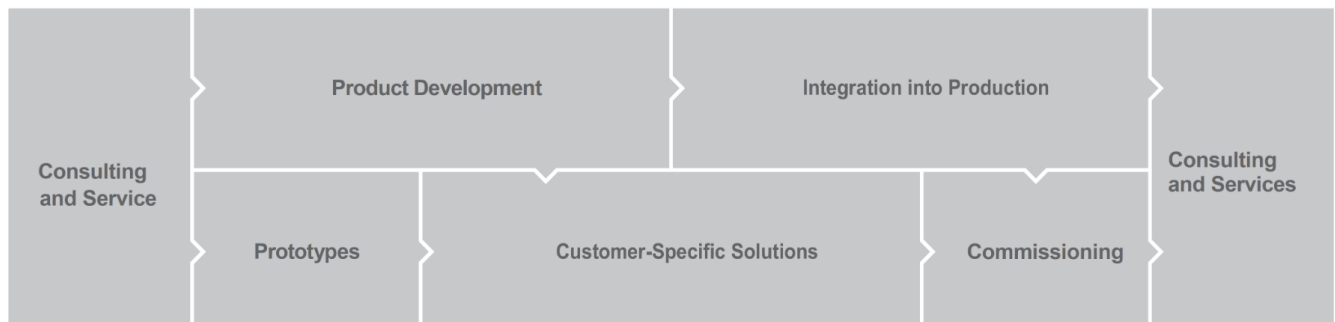 Consulting
and Service
Product Development
Integration into Production
Prototypes
Customer-Specific Solutions
Commissioning
Consulting
and Services